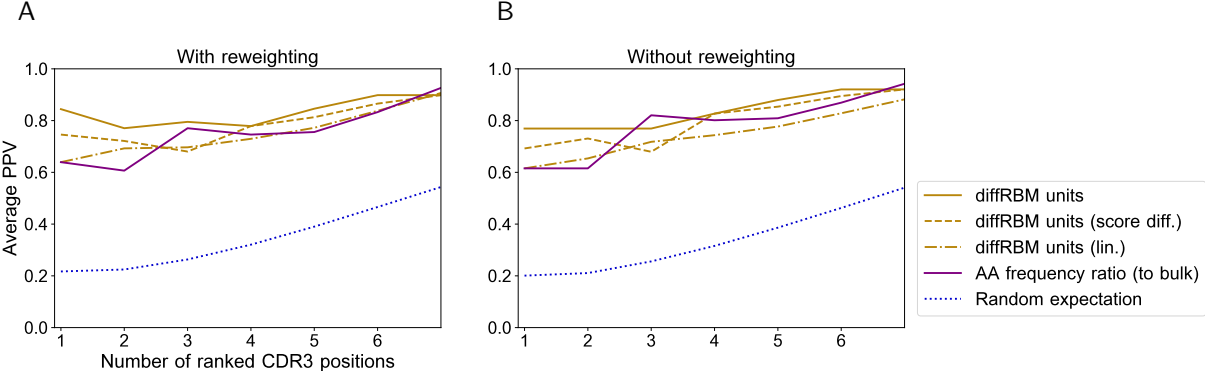 A
With reweighting
Average PPV
1.0
0.8
0.6
0.4
0.2
0.0
1 2 3 4 5 6
Number of ranked CDR3 positions
B
Without reweighting
1.0
0.8
0.6
0.4
0.2
0.0
1 2 3 4 5 6
diffRBM units
diffRBM units (score diff.)
diffRBM units (lin.)
AA frequency ratio (to bulk)
Random expectation